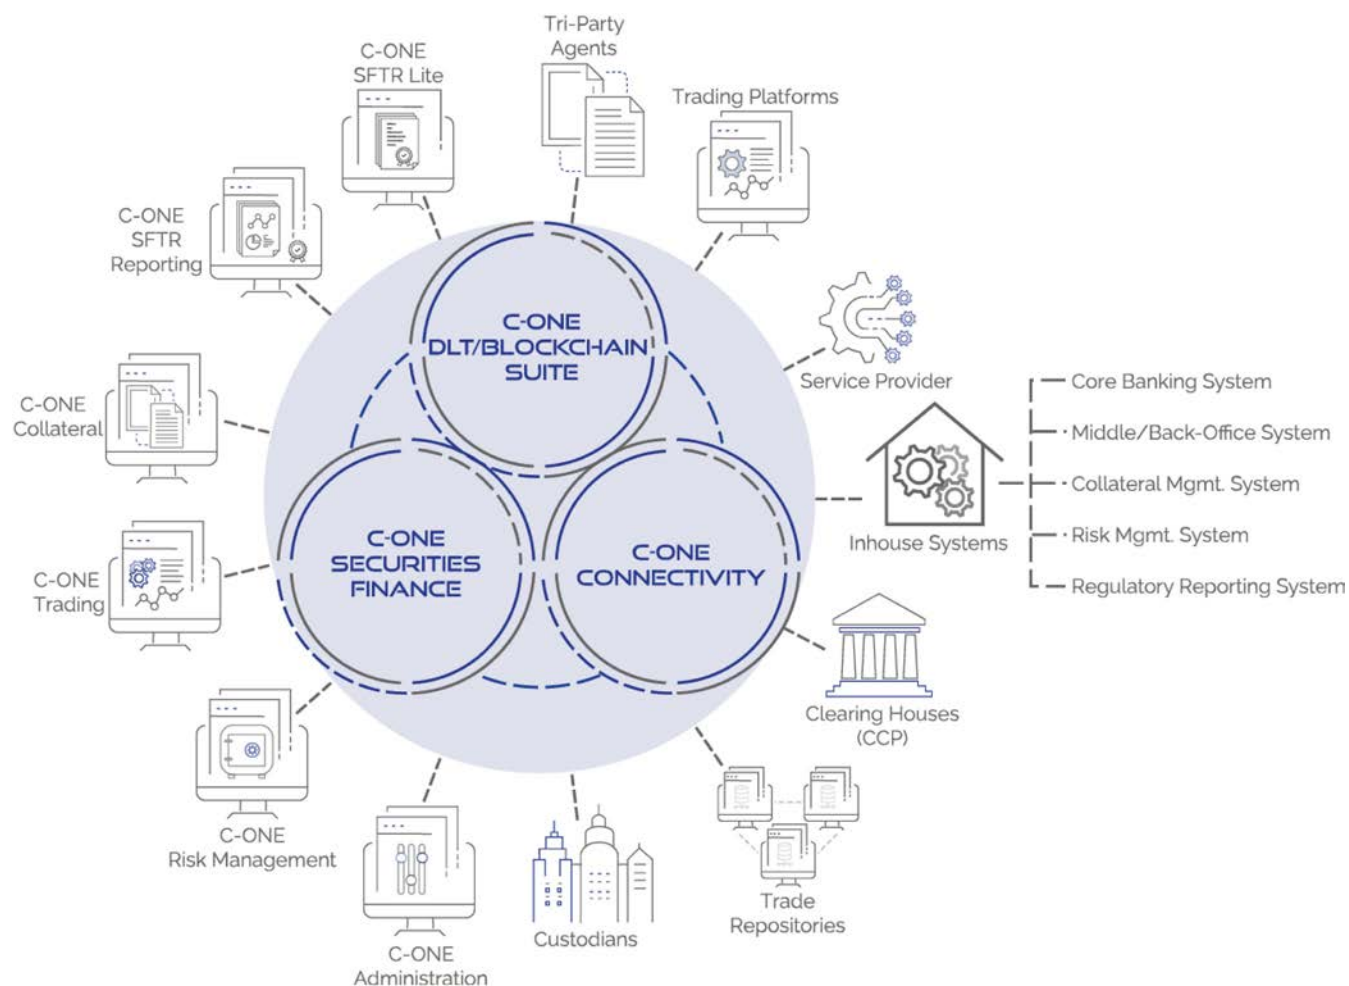 Tri-Party
Agents
C-ONE
SFTR Lite
Trading Platforms
C-ONE
SFTR
Reporting
C-ONE
DLT/BLOCKCHAIN
SUITE
Service Provider
C-ONE
Collateral
Core Banking System
Middle/Back-Office System
Collateral Mgmt. System
Risk Mgmt. System
Regulatory Reporting System
Inhouse Systems
C-ONE
SECURITIES
FINANCE
C-ONE
CONNECTIVITY
C-ONE
Trading
Clearing Houses
(CCP)
C-ONE
Risk Management
Trade
Repositories
Custodians
C-ONE
Administration